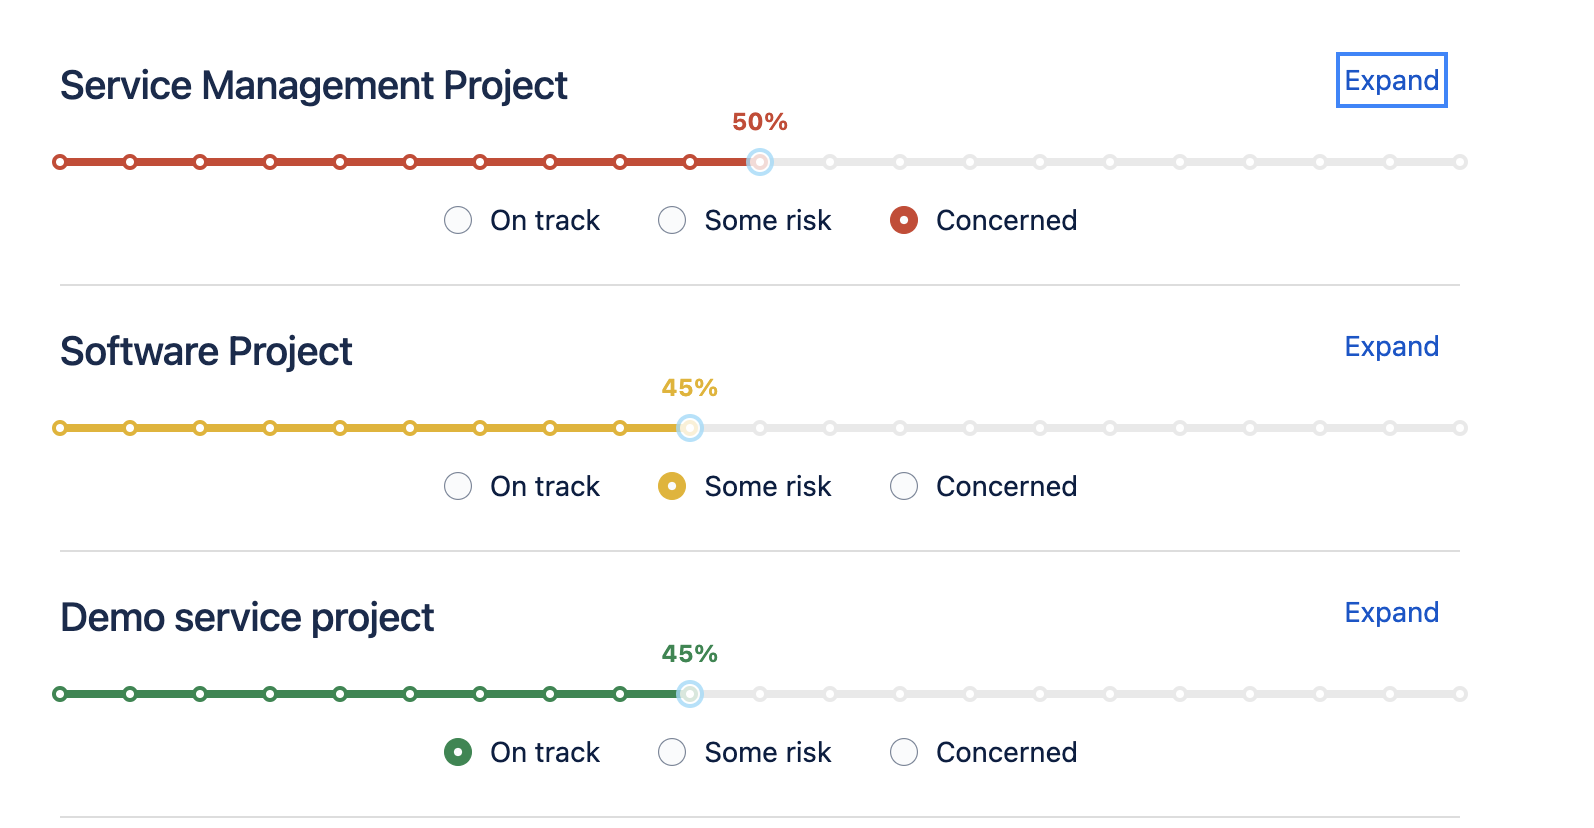 Service Management Project
Expand
50%
On track Some risk Concerned
Software Project
Expand
45%
On track Some risk Concerned
Demo service project
Expand
45%
On track Some risk Concerned